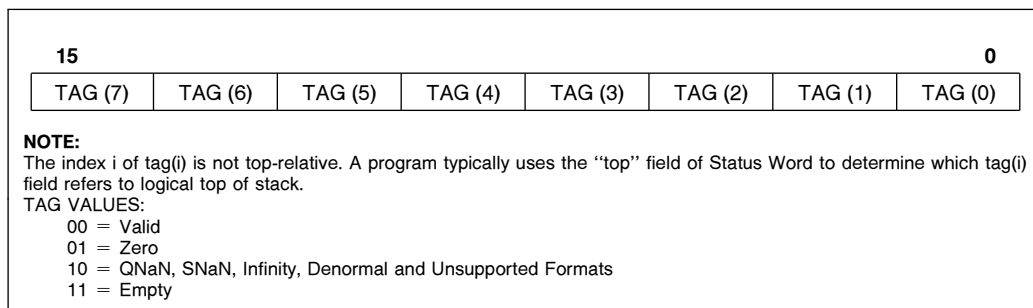 15 0
TAG (7) TAG (6) TAG (5) TAG (4) TAG (3) TAG (2) TAG (1) TAG (0)
NOTE:
The index i of tag(i) is not top-relative. A program typically uses the ‘‘top’’ field of Status Word to determine which tag(i)
field refers to logical top of stack.
TAG VALUES:
00 = Valid
01 = Zero
10 = QNaN, SNaN, Infinity, Denormal and Unsupported Formats
11 = Empty